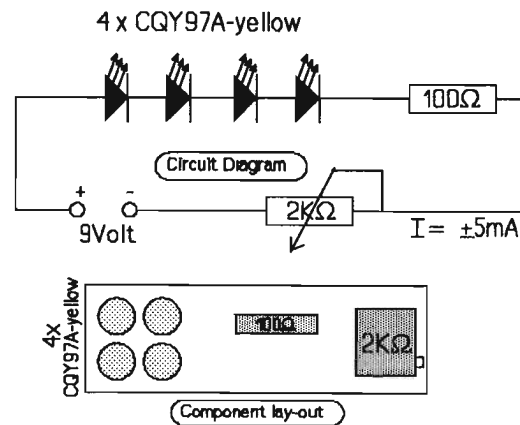 4 x CQY97A-yellow
100Ω
Circuit Diagram
+ -
9Volt
2KΩ
I = ±5mA
4x
CQY97A-yellow
100Ω
2KΩ
Component lay-out